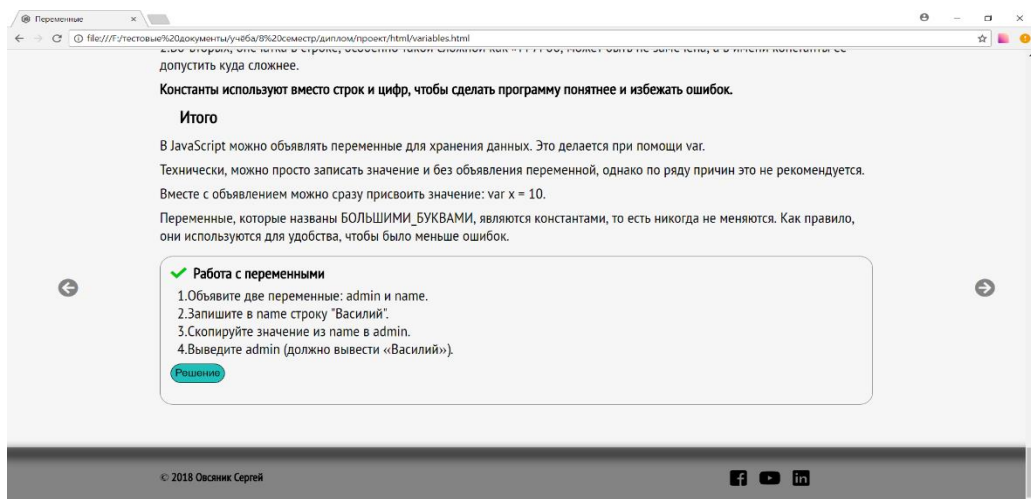 Переменные
file:///F:/тестовые%20документы/учёба/8%20семестр/диплом/проект/html/variables.html
допустить куда сложнее.
Константы используют вместо строк и цифр, чтобы сделать программу понятнее и избежать ошибок.
Итого
В JavaScript можно объявлять переменные для хранения данных. Это делается при помощи var.
Технически, можно просто записать значение и без объявления переменной, однако по ряду причин это не рекомендуется.
Вместе с объявлением можно сразу присвоить значение: var x = 10.
Переменные, которые названы БОЛЬШИМИ_БУКВАМИ, являются константами, то есть никогда не меняются. Как правило,
они используются для удобства, чтобы было меньше ошибок.
Работа с переменными
1.Объявите две переменные: admin и name.
2.Запишите в name строку "Василий".
3.Скопируйте значение из name в admin.
4.Выведите admin (должно вывести «Василий»).
Решение
© 2018 Овсяник Сергей